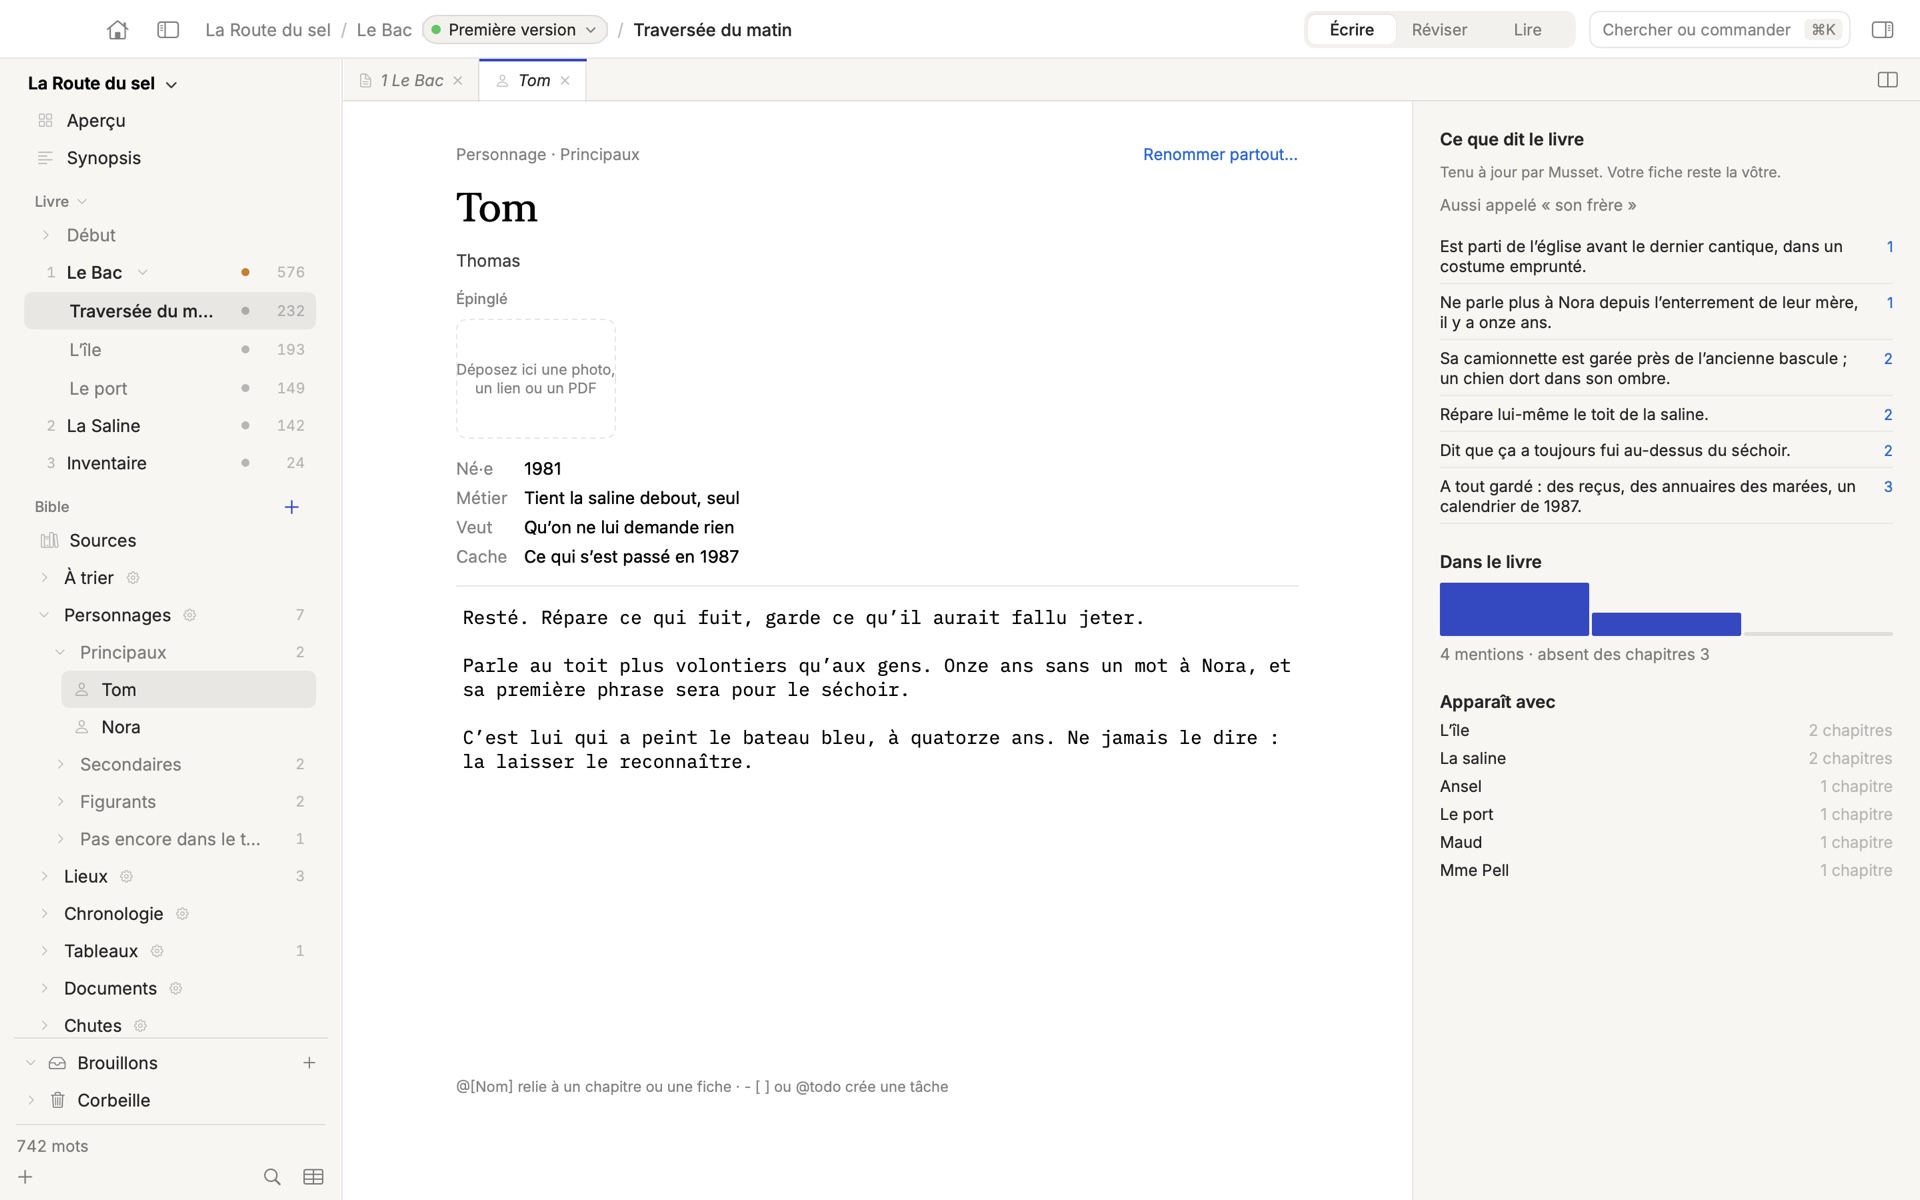 La Route du sel / Le Bac Première version / Traversée du matin
Écrire Réviser Lire
Chercher ou commander ⌘K
La Route du sel
Aperçu
Synopsis
Livre
Début
1 Le Bac 576
Traversée du m... 232
L’île 193
Le port 149
2 La Saline 142
3 Inventaire 24
Bible
Sources
À trier
Personnages 7
Principaux 2
Tom
Nora
Secondaires 2
Figurants 2
Pas encore dans le t... 1
Lieux 3
Chronologie
Tableaux 1
Documents
Chutes
Brouillons
Corbeille
742 mots
1 Le Bac
Tom
Personnage · Principaux
Renommer partout...
Tom
Thomas
Épinglé
Déposez ici une photo,
un lien ou un PDF
Né·e 1981
Métier Tient la saline debout, seul
Veut Qu’on ne lui demande rien
Cache Ce qui s’est passé en 1987
Resté. Répare ce qui fuit, garde ce qu’il aurait fallu jeter.
Parle au toit plus volontiers qu’aux gens. Onze ans sans un mot à Nora, et
sa première phrase sera pour le séchoir.
C’est lui qui a peint le bateau bleu, à quatorze ans. Ne jamais le dire :
la laisser le reconnaître.
@[Nom] relie à un chapitre ou une fiche · - [ ] ou @todo crée une tâche
Ce que dit le livre
Tenu à jour par Musset. Votre fiche reste la vôtre.
Aussi appelé « son frère »
Est parti de l’église avant le dernier cantique, dans un 1
costume emprunté.
Ne parle plus à Nora depuis l’enterrement de leur mère, 1
il y a onze ans.
Sa camionnette est garée près de l’ancienne bascule ; 2
un chien dort dans son ombre.
Répare lui-même le toit de la saline. 2
Dit que ça a toujours fui au-dessus du séchoir. 2
A tout gardé : des reçus, des annuaires des marées, un 3
calendrier de 1987.
Dans le livre
4 mentions · absent des chapitres 3
Apparaît avec
L’île 2 chapitres
La saline 2 chapitres
Ansel 1 chapitre
Le port 1 chapitre
Maud 1 chapitre
Mme Pell 1 chapitre